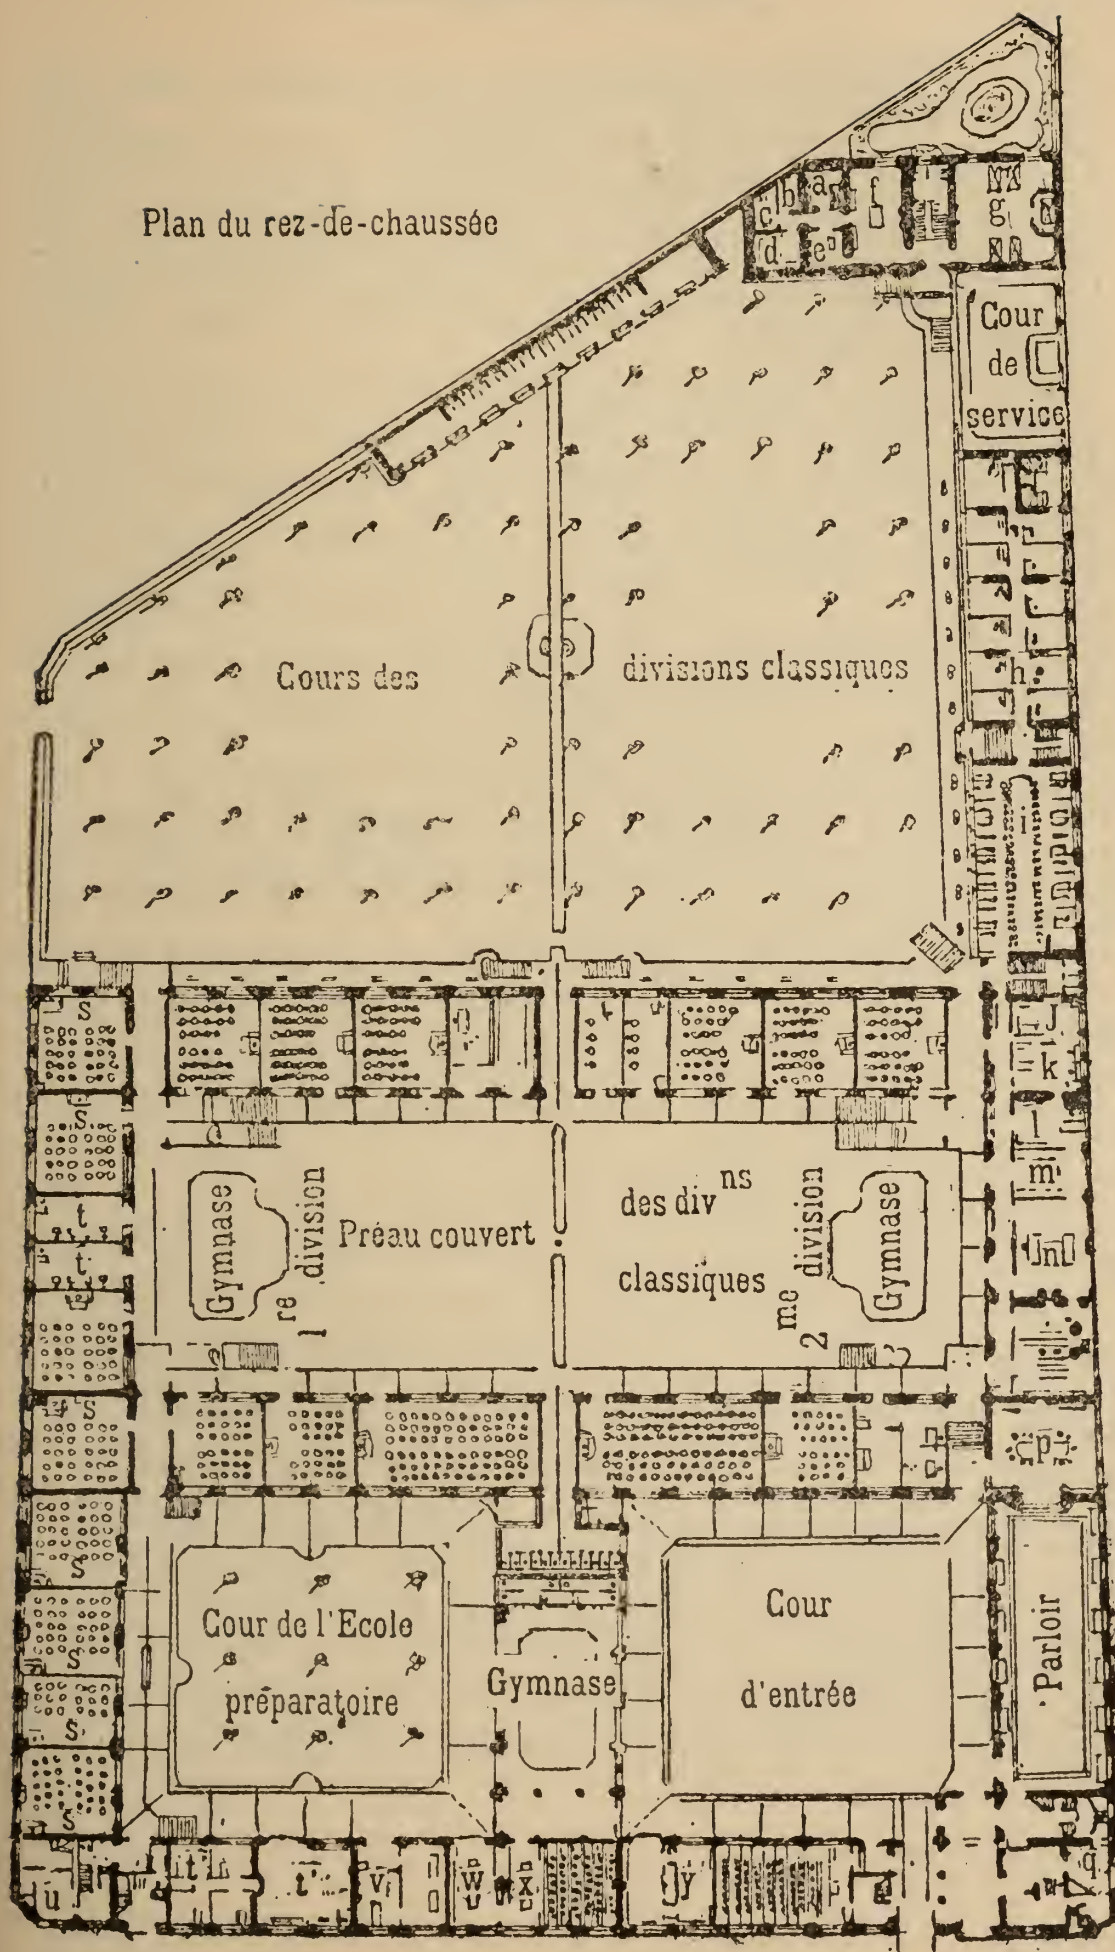 Plan du rez-de-chaussée
a
b
c
d
e
f
g
Cour
de
service
h
Cours des divisions classiques
i
J
k
l
m
n
S
S
t
t
Gymnase
1re division
Préau couvert
des divns
classiques
2me division
Gymnase
S
S
S
S
S
p
Cour de l'Ecole
préparatoire
Gymnase
Cour
d'entrée
Parloir
u
t
t
v
w
x
y
z
q